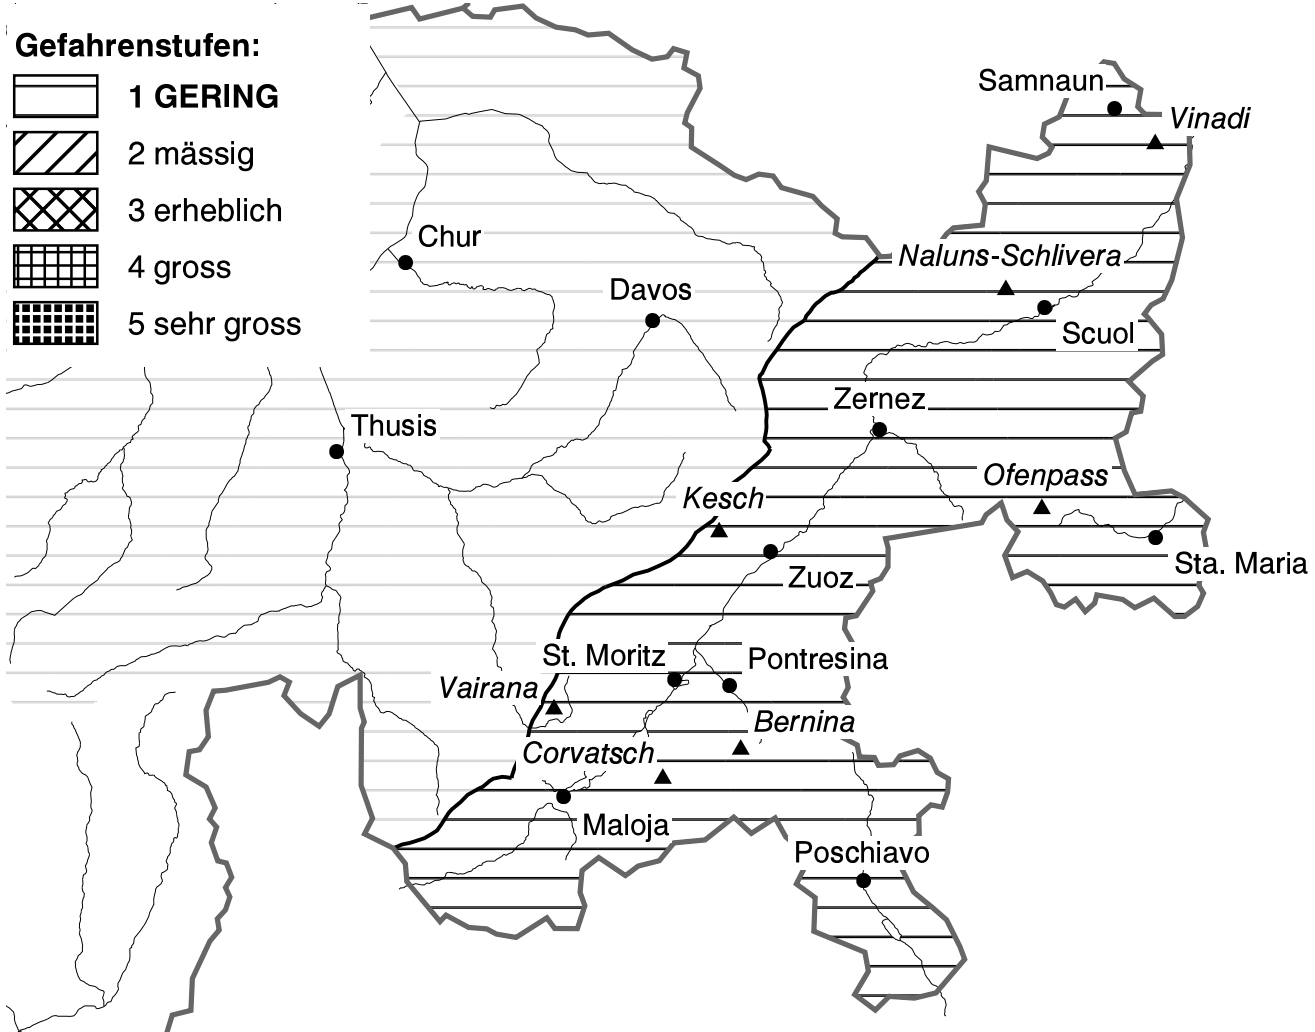 Gefahrenstufen:
1 GERING
2 mässig
3 erheblich
4 gross
5 sehr gross
Samnaun
Vinadi
Chur
Naluns-Schlivera
Davos
Scuol
Zernez
Thusis
Ofenpass
Kesch
Sta. Maria
Zuoz
St. Moritz
Pontresina
Vairana
Bernina
Corvatsch
Maloja
Poschiavo